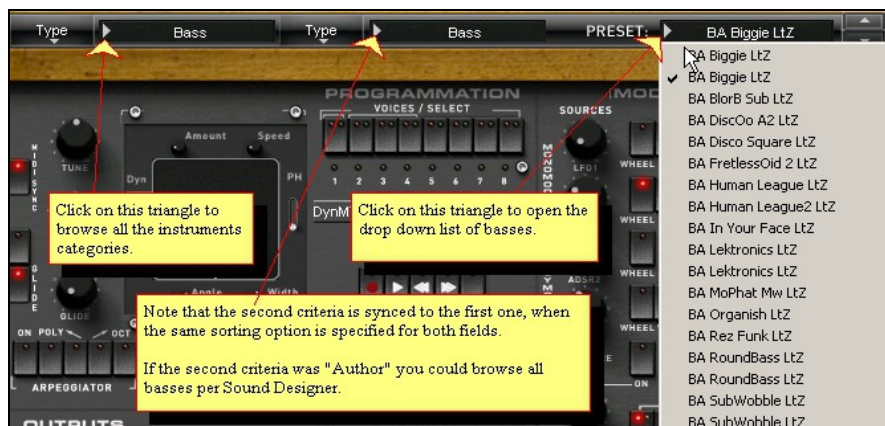 Type
Bass
Type
Bass
PRESET:
BA Biggie LtZ
BA Biggie LtZ
BA Biggie LtZ
BA BlorB Sub LtZ
BA DiscOo A2 LtZ
BA Disco Square LtZ
BA FretlessOid 2 LtZ
BA Human League LtZ
BA Human League2 LtZ
BA In Your Face LtZ
BA Lektronics LtZ
BA Lektronics LtZ
BA MoPhat Mw LtZ
BA Organish LtZ
BA Rez Funk LtZ
BA RoundBass LtZ
BA RoundBass LtZ
BA SubWobble LtZ
BA SubWobble LtZ
PROGRAMMATION
VOICES / SELECT
1 2 3 4 5 6 7 8
SOURCES
LFO1
WHEEL
WHEEL
WHEEL
WHEEL
ADSR2
ON
MIDI SYNC
TUNE
GLIDE
GLIDE
Amount
Speed
Dyn
PH
Angle
Width
ON POLY
OCT
ARPEGGIATOR
OUTPUTS
Click on this triangle to
browse all the instruments
categories.
Click on this triangle to open the
drop down list of basses.
Note that the second criteria is synced to the first one, when
the same sorting option is specified for both fields.
If the second criteria was "Author" you could browse all
basses per Sound Designer.